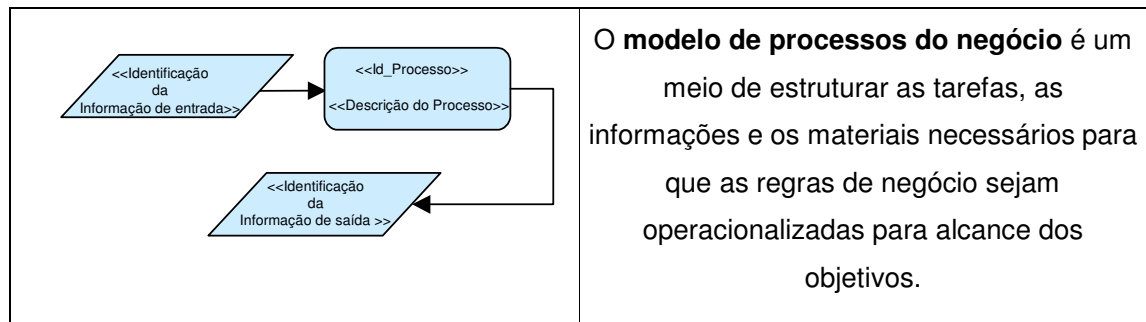 <<Identificação
da
Informação de entrada>>
<<Id_Processo>>
<<Descrição do Processo>>
<<Identificação
da
Informação de saída >>
O modelo de processos do negócio é um
meio de estruturar as tarefas, as
informações e os materiais necessários para
que as regras de negócio sejam
operacionalizadas para alcance dos
objetivos.